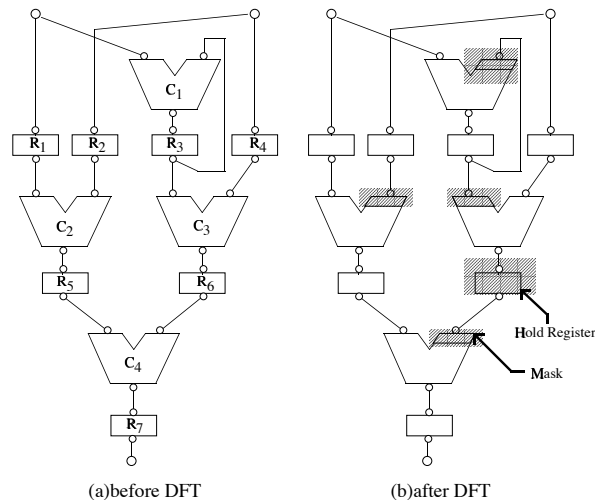 C1
R1 R2 R3 R4
C2 C3
R5 R6
Hold Register
C4
Mask
R7
(a)before DFT (b)after DFT